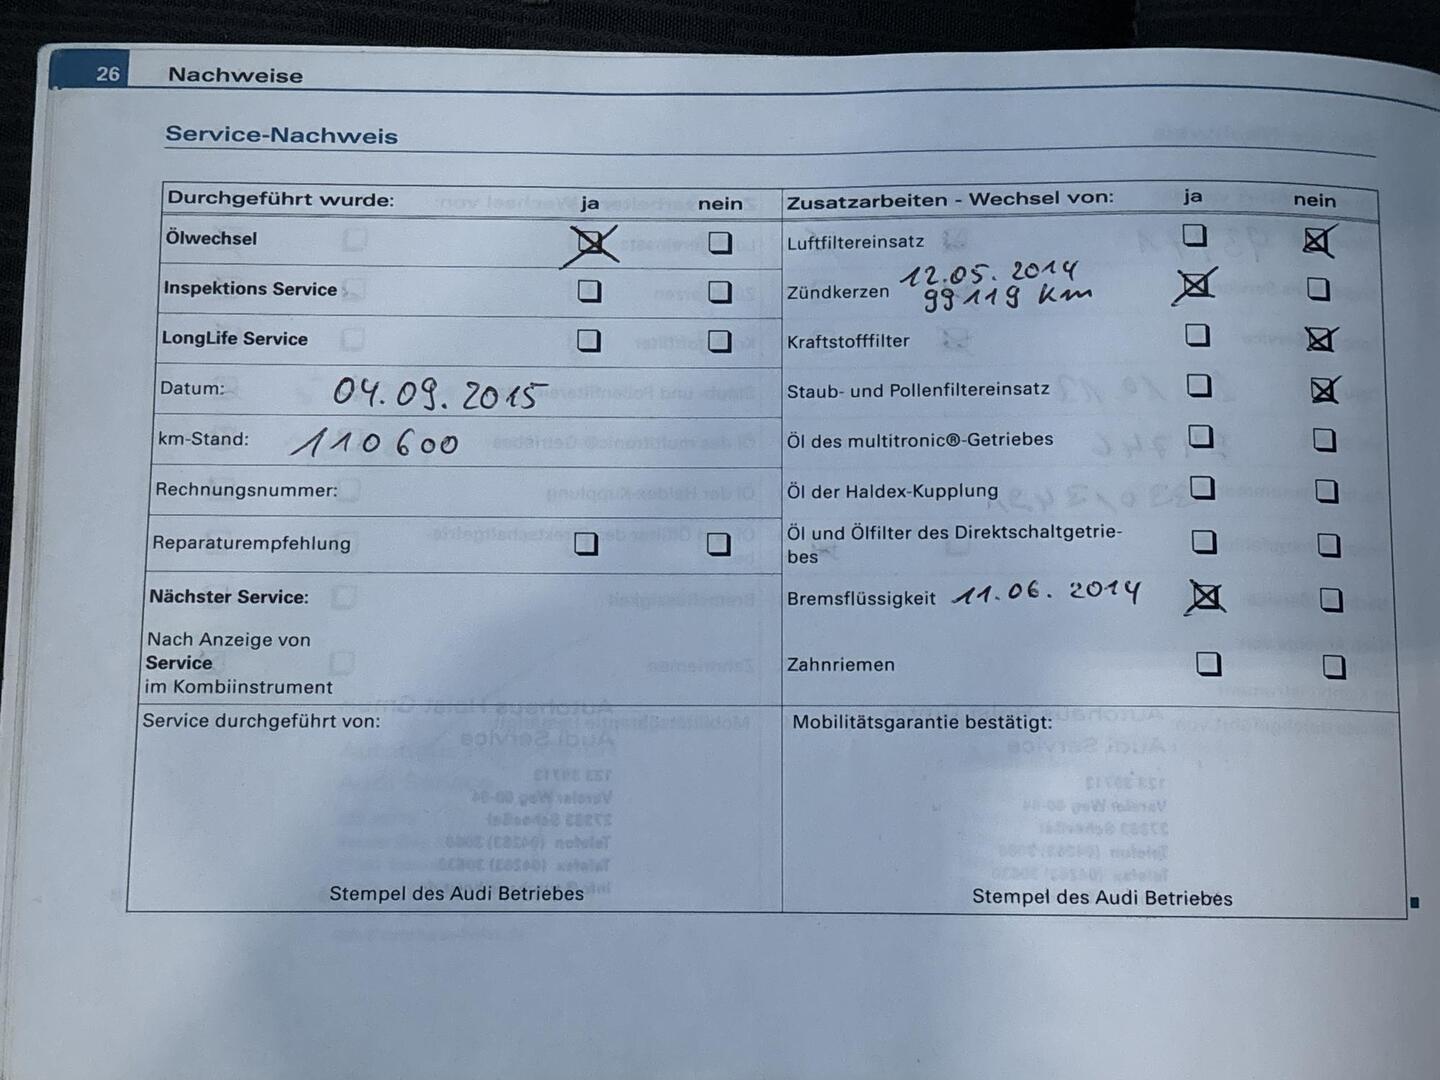 26 Nachweise
Service-Nachweis
Durchgeführt wurde: ja nein
Ölwechsel
Inspektions Service
LongLife Service
Datum: 04.09.2015
km-Stand: 110600
Rechnungsnummer:
Reparaturempfehlung
Nächster Service:
Nach Anzeige von
Service
im Kombiinstrument
Service durchgeführt von:
Stempel des Audi Betriebes
Zusatzarbeiten - Wechsel von: ja nein
Luftfiltereinsatz
12.05.2014
Zündkerzen 99119 Km
Kraftstofffilter
Staub- und Pollenfiltereinsatz
Öl des multitronic®-Getriebes
Öl der Haldex-Kupplung
Öl und Ölfilter des Direktschaltgetrie-
bes
Bremsflüssigkeit 11.06.2014
Zahnriemen
Mobilitätsgarantie bestätigt:
Stempel des Audi Betriebes